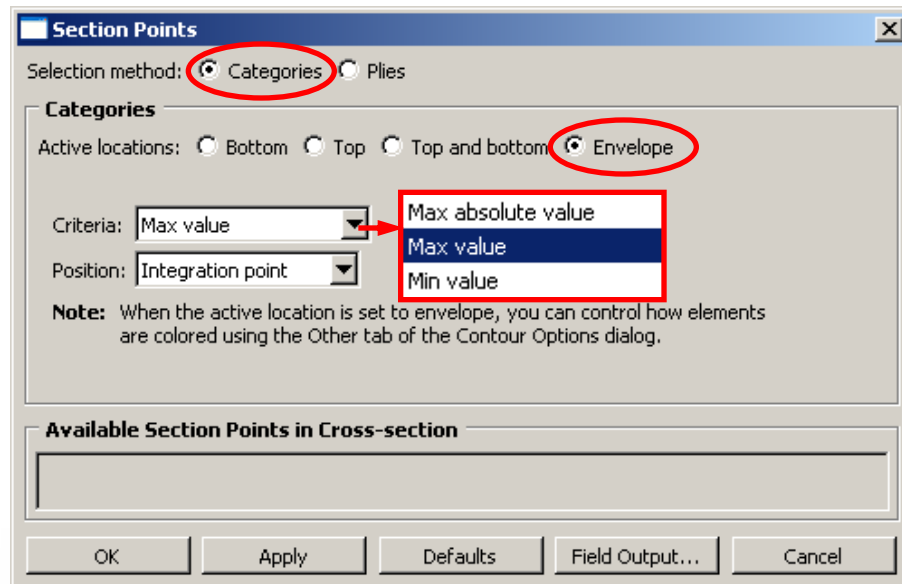 Section Points
Selection method: Categories Plies
Categories
Active locations: Bottom Top Top and bottom Envelope
Criteria: Max value
Max absolute value
Max value
Min value
Position: Integration point
Note: When the active location is set to envelope, you can control how elements
are colored using the Other tab of the Contour Options dialog.
Available Section Points in Cross-section
OK Apply Defaults Field Output... Cancel